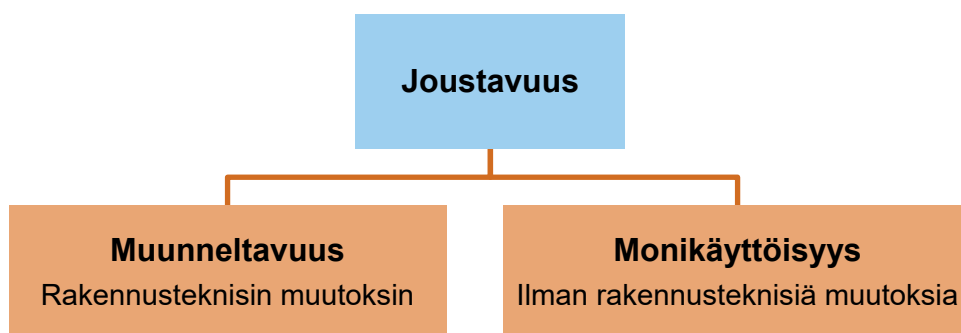 Joustavuus
Muunneltavuus
Rakennusteknisin muutoksin
Monikäyttöisyys
Ilman rakennusteknisiä muutoksia